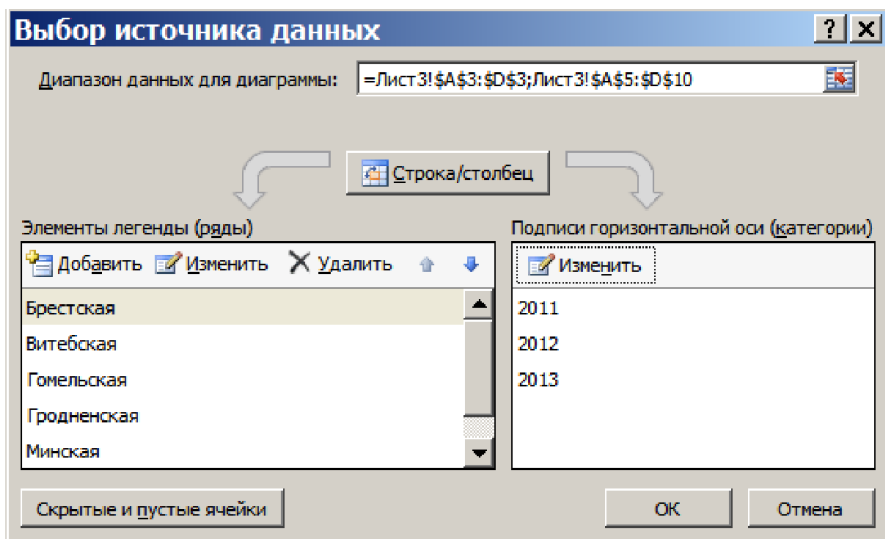 Выбор источника данных
Диапазон данных для диаграммы: =Лист3!$A$3:$D$3;Лист3!$A$5:$D$10
Строка/столбец
Элементы легенды (ряды)
Добавить Изменить Удалить
Брестская
Витебская
Гомельская
Гродненская
Минская
Подписи горизонтальной оси (категории)
Изменить
2011
2012
2013
Скрытые и пустые ячейки
ОК Отмена